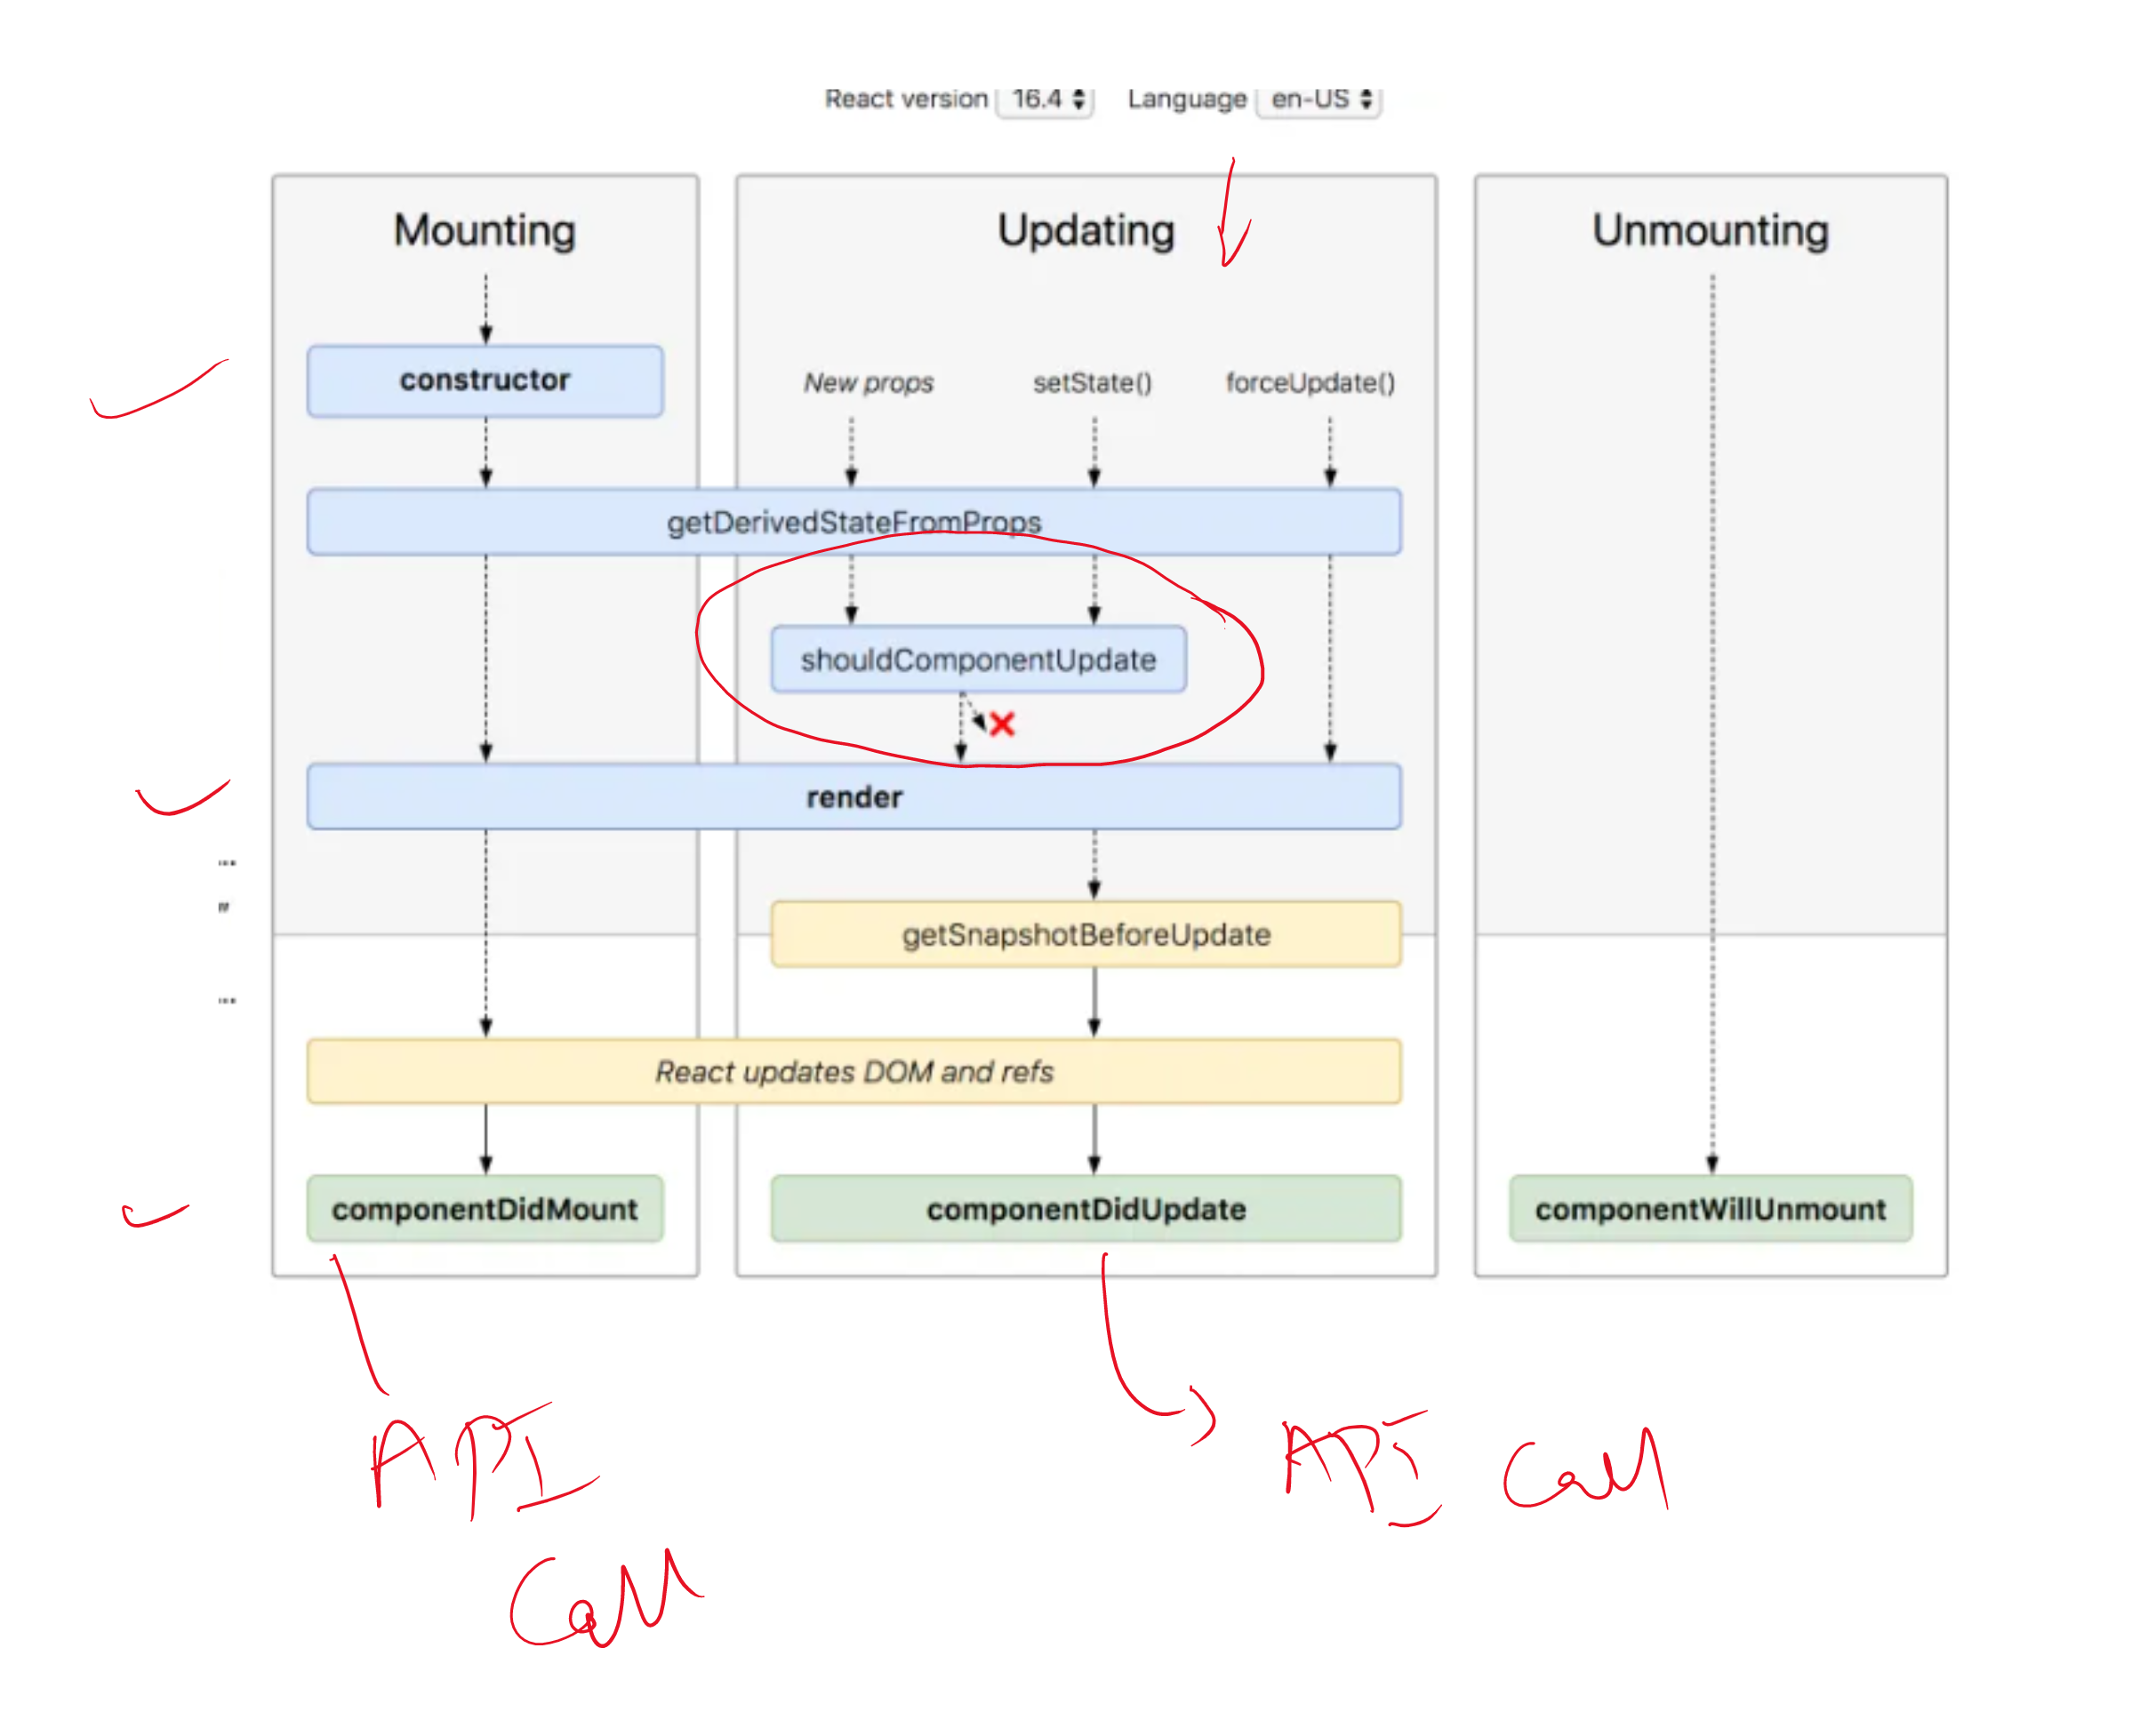 React version 16.4 Language en-US
Mounting Updating Unmounting
constructor
New props setState() forceUpdate()
getDerivedStateFromProps
shouldComponentUpdate
render
...
"
getSnapshotBeforeUpdate
...
React updates DOM and refs
componentDidMount componentDidUpdate componentWillUnmount
API API Call
Call